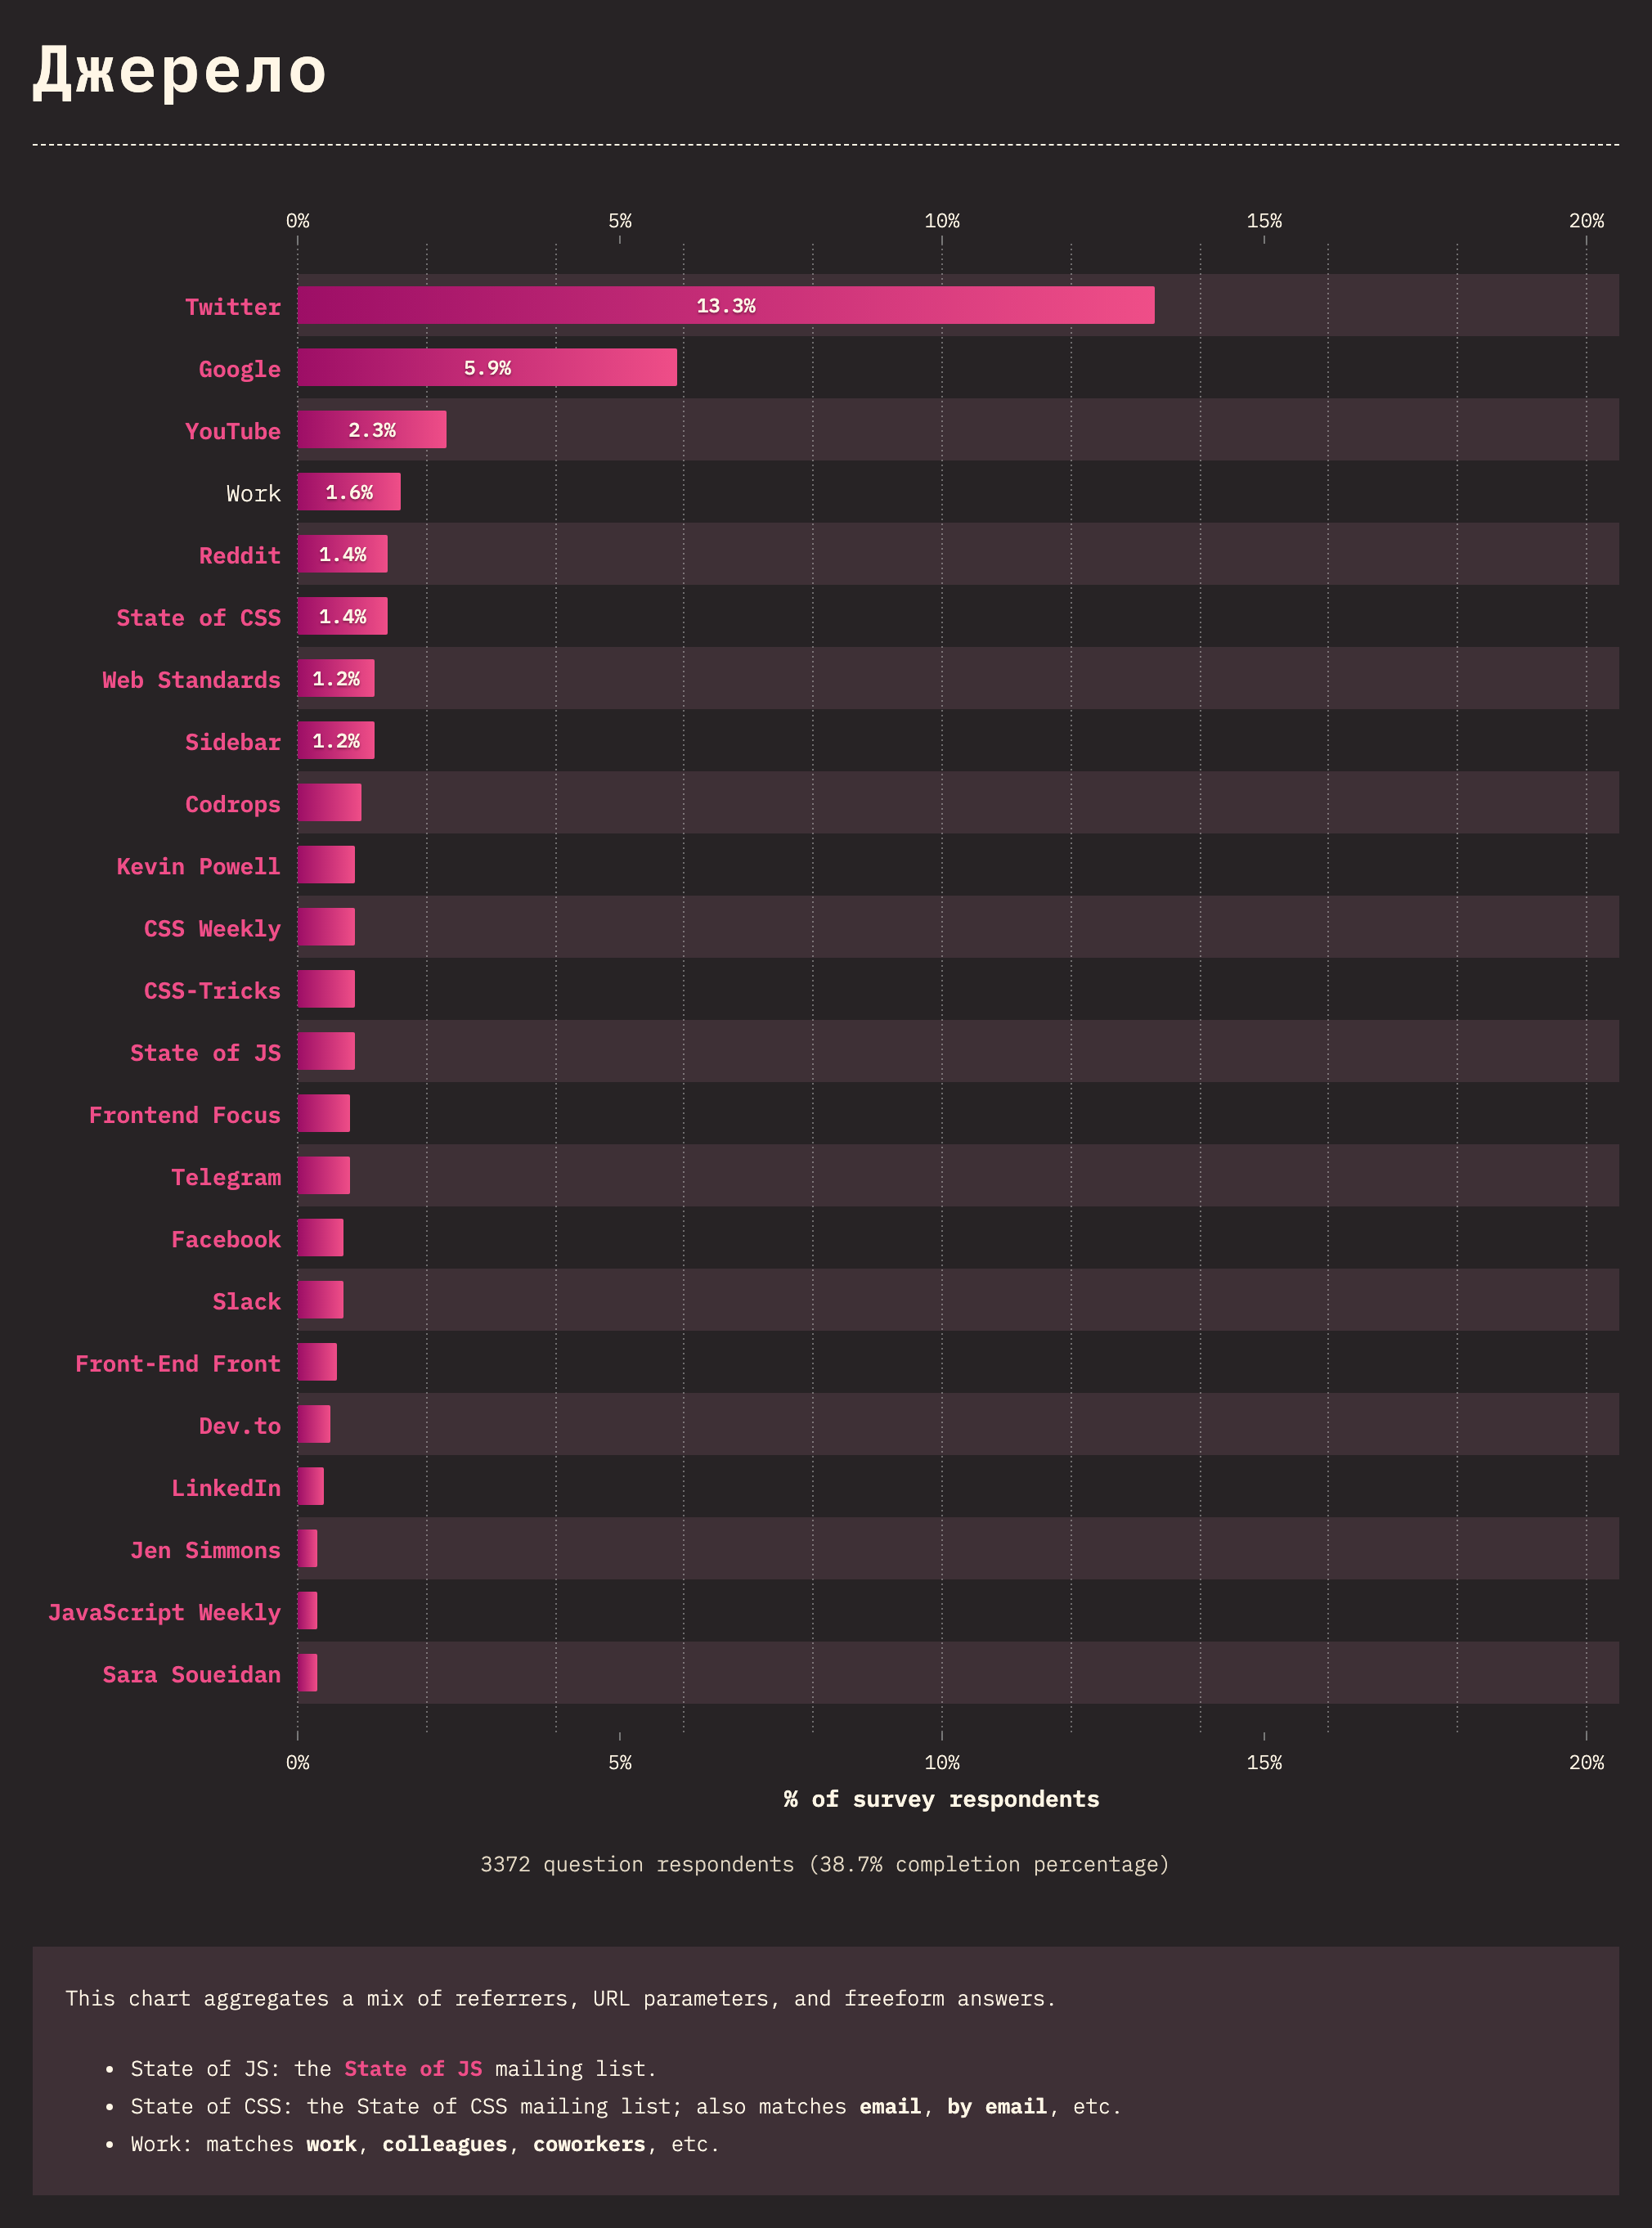 Джерело
0% 5% 10% 15% 20%
Twitter 13.3%
Google 5.9%
YouTube 2.3%
Work 1.6%
Reddit 1.4%
State of CSS 1.4%
Web Standards 1.2%
Sidebar 1.2%
Codrops
Kevin Powell
CSS Weekly
CSS-Tricks
State of JS
Frontend Focus
Telegram
Facebook
Slack
Front-End Front
Dev.to
LinkedIn
Jen Simmons
JavaScript Weekly
Sara Soueidan
0% 5% 10% 15% 20%
% of survey respondents
3372 question respondents (38.7% completion percentage)
This chart aggregates a mix of referrers, URL parameters, and freeform answers.
• State of JS: the State of JS mailing list.
• State of CSS: the State of CSS mailing list; also matches email, by email, etc.
• Work: matches work, colleagues, coworkers, etc.